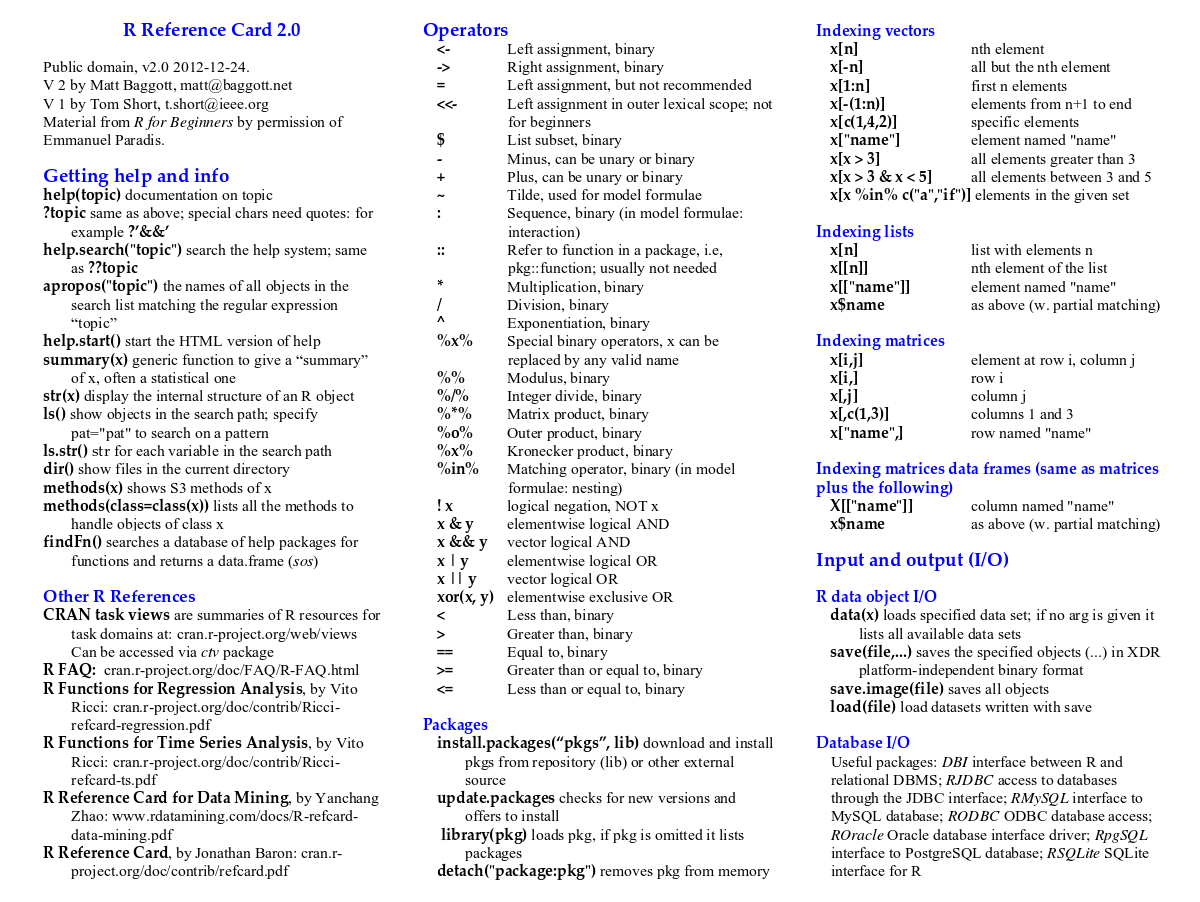 R Reference Card 2.0
Public domain, v2.0 2012-12-24.
V 2 by Matt Baggott, matt@baggott.net
V 1 by Tom Short, t.short@ieee.org
Material from R for Beginners by permission of
Emmanuel Paradis.
Getting help and info
help(topic) documentation on topic
?topic same as above; special chars need quotes: for
example ?’&&’
help.search("topic") search the help system; same
as ??topic
apropos("topic") the names of all objects in the
search list matching the regular expression
“topic”
help.start() start the HTML version of help
summary(x) generic function to give a “summary”
of x, often a statistical one
str(x) display the internal structure of an R object
ls() show objects in the search path; specify
pat="pat" to search on a pattern
ls.str() str for each variable in the search path
dir() show files in the current directory
methods(x) shows S3 methods of x
methods(class=class(x)) lists all the methods to
handle objects of class x
findFn() searches a database of help packages for
functions and returns a data.frame (sos)
Other R References
CRAN task views are summaries of R resources for
task domains at: cran.r-project.org/web/views
Can be accessed via ctv package
R FAQ: cran.r-project.org/doc/FAQ/R-FAQ.html
R Functions for Regression Analysis, by Vito
Ricci: cran.r-project.org/doc/contrib/Ricci-
refcard-regression.pdf
R Functions for Time Series Analysis, by Vito
Ricci: cran.r-project.org/doc/contrib/Ricci-
refcard-ts.pdf
R Reference Card for Data Mining, by Yanchang
Zhao: www.rdatamining.com/docs/R-refcard-
data-mining.pdf
R Reference Card, by Jonathan Baron: cran.r-
project.org/doc/contrib/refcard.pdf
Operators
<- Left assignment, binary
-> Right assignment, binary
= Left assignment, but not recommended
<<- Left assignment in outer lexical scope; not
for beginners
$ List subset, binary
- Minus, can be unary or binary
+ Plus, can be unary or binary
~ Tilde, used for model formulae
: Sequence, binary (in model formulae:
interaction)
:: Refer to function in a package, i.e,
pkg::function; usually not needed
* Multiplication, binary
/ Division, binary
^ Exponentiation, binary
%x% Special binary operators, x can be
replaced by any valid name
%% Modulus, binary
%/% Integer divide, binary
%*% Matrix product, binary
%o% Outer product, binary
%x% Kronecker product, binary
%in% Matching operator, binary (in model
formulae: nesting)
! x logical negation, NOT x
x & y elementwise logical AND
x && y vector logical AND
x | y elementwise logical OR
x || y vector logical OR
xor(x, y) elementwise exclusive OR
< Less than, binary
> Greater than, binary
== Equal to, binary
>= Greater than or equal to, binary
<= Less than or equal to, binary
Packages
install.packages(“pkgs”, lib) download and install
pkgs from repository (lib) or other external
source
update.packages checks for new versions and
offers to install
library(pkg) loads pkg, if pkg is omitted it lists
packages
detach("package:pkg") removes pkg from memory
Indexing vectors
x[n] nth element
x[-n] all but the nth element
x[1:n] first n elements
x[-(1:n)] elements from n+1 to end
x[c(1,4,2)] specific elements
x["name"] element named "name"
x[x > 3] all elements greater than 3
x[x > 3 & x < 5] all elements between 3 and 5
x[x %in% c("a","if")] elements in the given set
Indexing lists
x[n] list with elements n
x[[n]] nth element of the list
x[["name"]] element named "name"
x$name as above (w. partial matching)
Indexing matrices
x[i,j] element at row i, column j
x[i,] row i
x[,j] column j
x[,c(1,3)] columns 1 and 3
x["name",] row named "name"
Indexing matrices data frames (same as matrices
plus the following)
X[["name"]] column named "name"
x$name as above (w. partial matching)
Input and output (I/O)
R data object I/O
data(x) loads specified data set; if no arg is given it
lists all available data sets
save(file,...) saves the specified objects (...) in XDR
platform-independent binary format
save.image(file) saves all objects
load(file) load datasets written with save
Database I/O
Useful packages: DBI interface between R and
relational DBMS; RJDBC access to databases
through the JDBC interface; RMySQL interface to
MySQL database; RODBC ODBC database access;
ROracle Oracle database interface driver; RpgSQL
interface to PostgreSQL database; RSQLite SQLite
interface for R